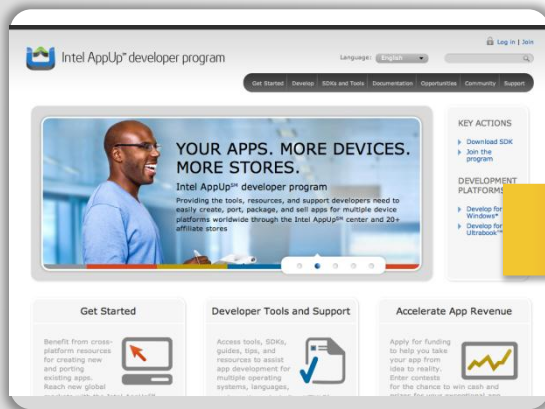 Log in | Join
Intel AppUp™ developer program
Language: English
Get Started Develop SDKs and Tools Documentation Opportunities Community Support
YOUR APPS. MORE DEVICES.
MORE STORES.
Intel AppUp℠ developer program
Providing the tools, resources, and support developers need to
easily create, port, package, and sell apps for multiple device
platforms worldwide through the Intel AppUp℠ center and 20+
affiliate stores
KEY ACTIONS
Download SDK
Join the
program
DEVELOPMENT
PLATFORMS
Develop for
Windows*
Develop for
Ultrabook™
Get Started
Benefit from cross-
platform resources
for creating new
and porting
existing apps.
Reach new global
Developer Tools and Support
Access tools, SDKs,
guides, tips, and
resources to assist
app development for
multiple operating
systems, languages,
Accelerate App Revenue
Apply for funding
to help you take
your app from
idea to reality.
Enter contests
for the chance to win cash and